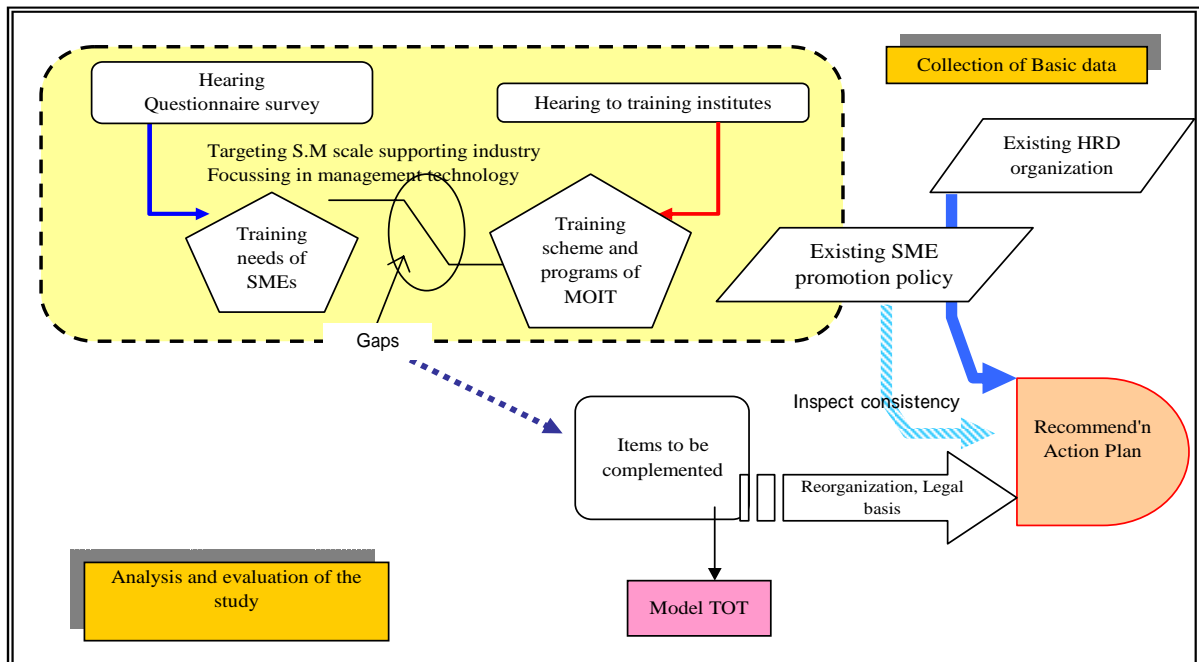 Collection of Basic data
Hearing
Questionnaire survey
Hearing to training institutes
Targeting S.M scale supporting industry
Focussing in management technology
Existing HRD
organization
Training
needs of
SMEs
Training
scheme and
programs of
MOIT
Existing SME
promotion policy
Gaps
Inspect consistency
Items to be
complemented
Recommend'n
Action Plan
Reorganization, Legal
basis
Analysis and evaluation of the
study
Model TOT